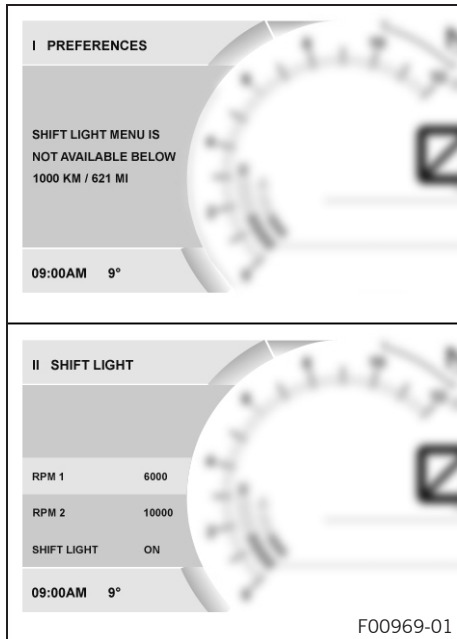 I PREFERENCES
SHIFT LIGHT MENU IS
NOT AVAILABLE BELOW
1000 KM / 621 MI
09:00AM 9°
II SHIFT LIGHT
RPM 1 6000
RPM 2 10000
SHIFT LIGHT ON
09:00AM 9°
F00969-01